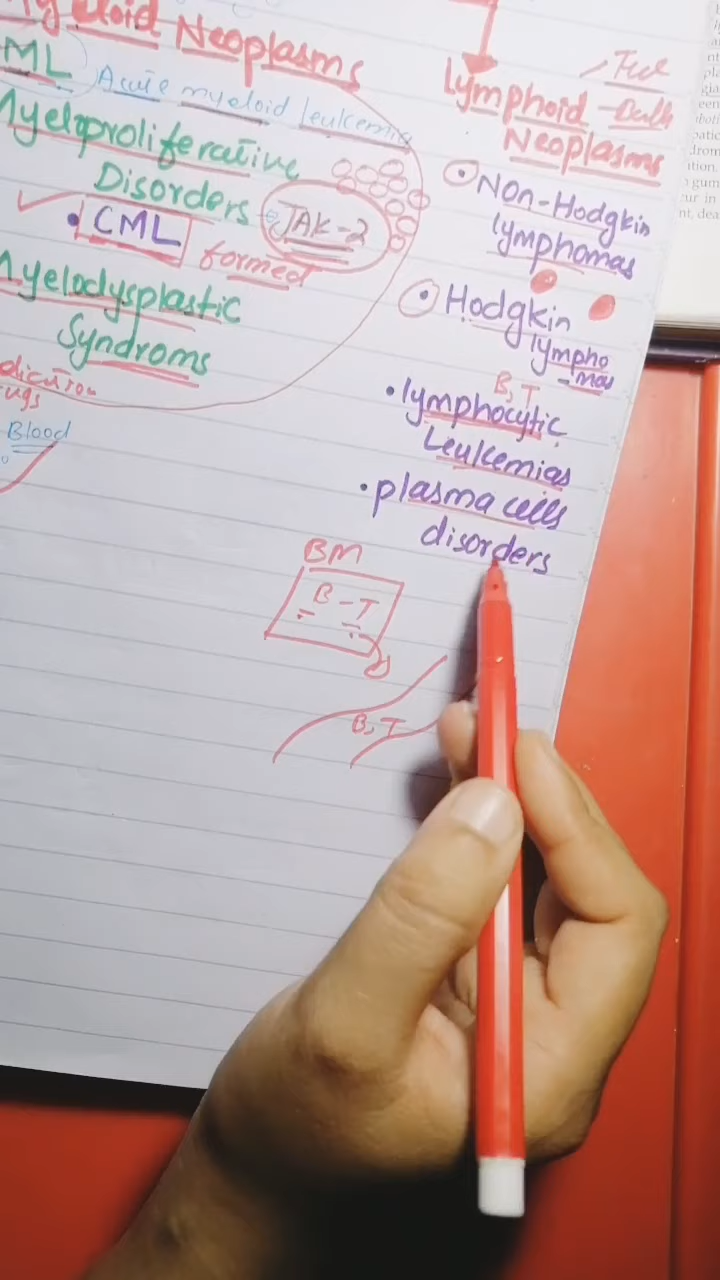 Myeloid Neoplasms
ML Acute myeloid leukemia
Myeloproliferative
Disorders
JAK-2
• CML
formed
Myelodysplastic
Syndroms
Blood
Lymphoid
Neoplasms
• Non-Hodgkin
lymphomas
• Hodgkin
lympho
-mas
B, T
• lymphocytic
Leukemias
• plasma cells
disorders
BM
B - T
B, T